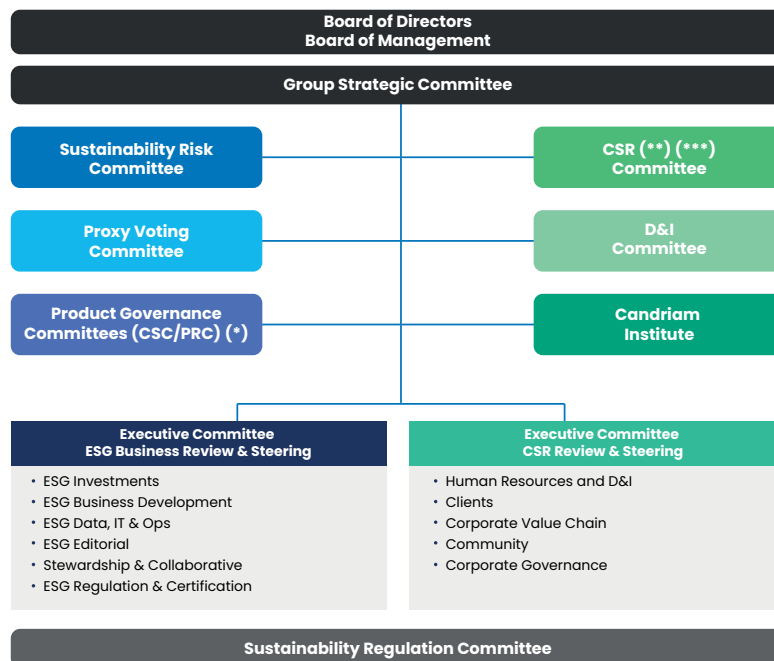 Board of Directors
Board of Management
Group Strategic Committee
Sustainability Risk
Committee
CSR (**) (***)
Committee
Proxy Voting
Committee
D&I
Committee
Product Governance
Committees (CSC/PRC) (*)
Candriam
Institute
Executive Committee
ESG Business Review & Steering
• ESG Investments
• ESG Business Development
• ESG Data, IT & Ops
• ESG Editorial
• Stewardship & Collaborative
• ESG Regulation & Certification
Executive Committee
CSR Review & Steering
• Human Resources and D&I
• Clients
• Corporate Value Chain
• Community
• Corporate Governance
Sustainability Regulation Committee